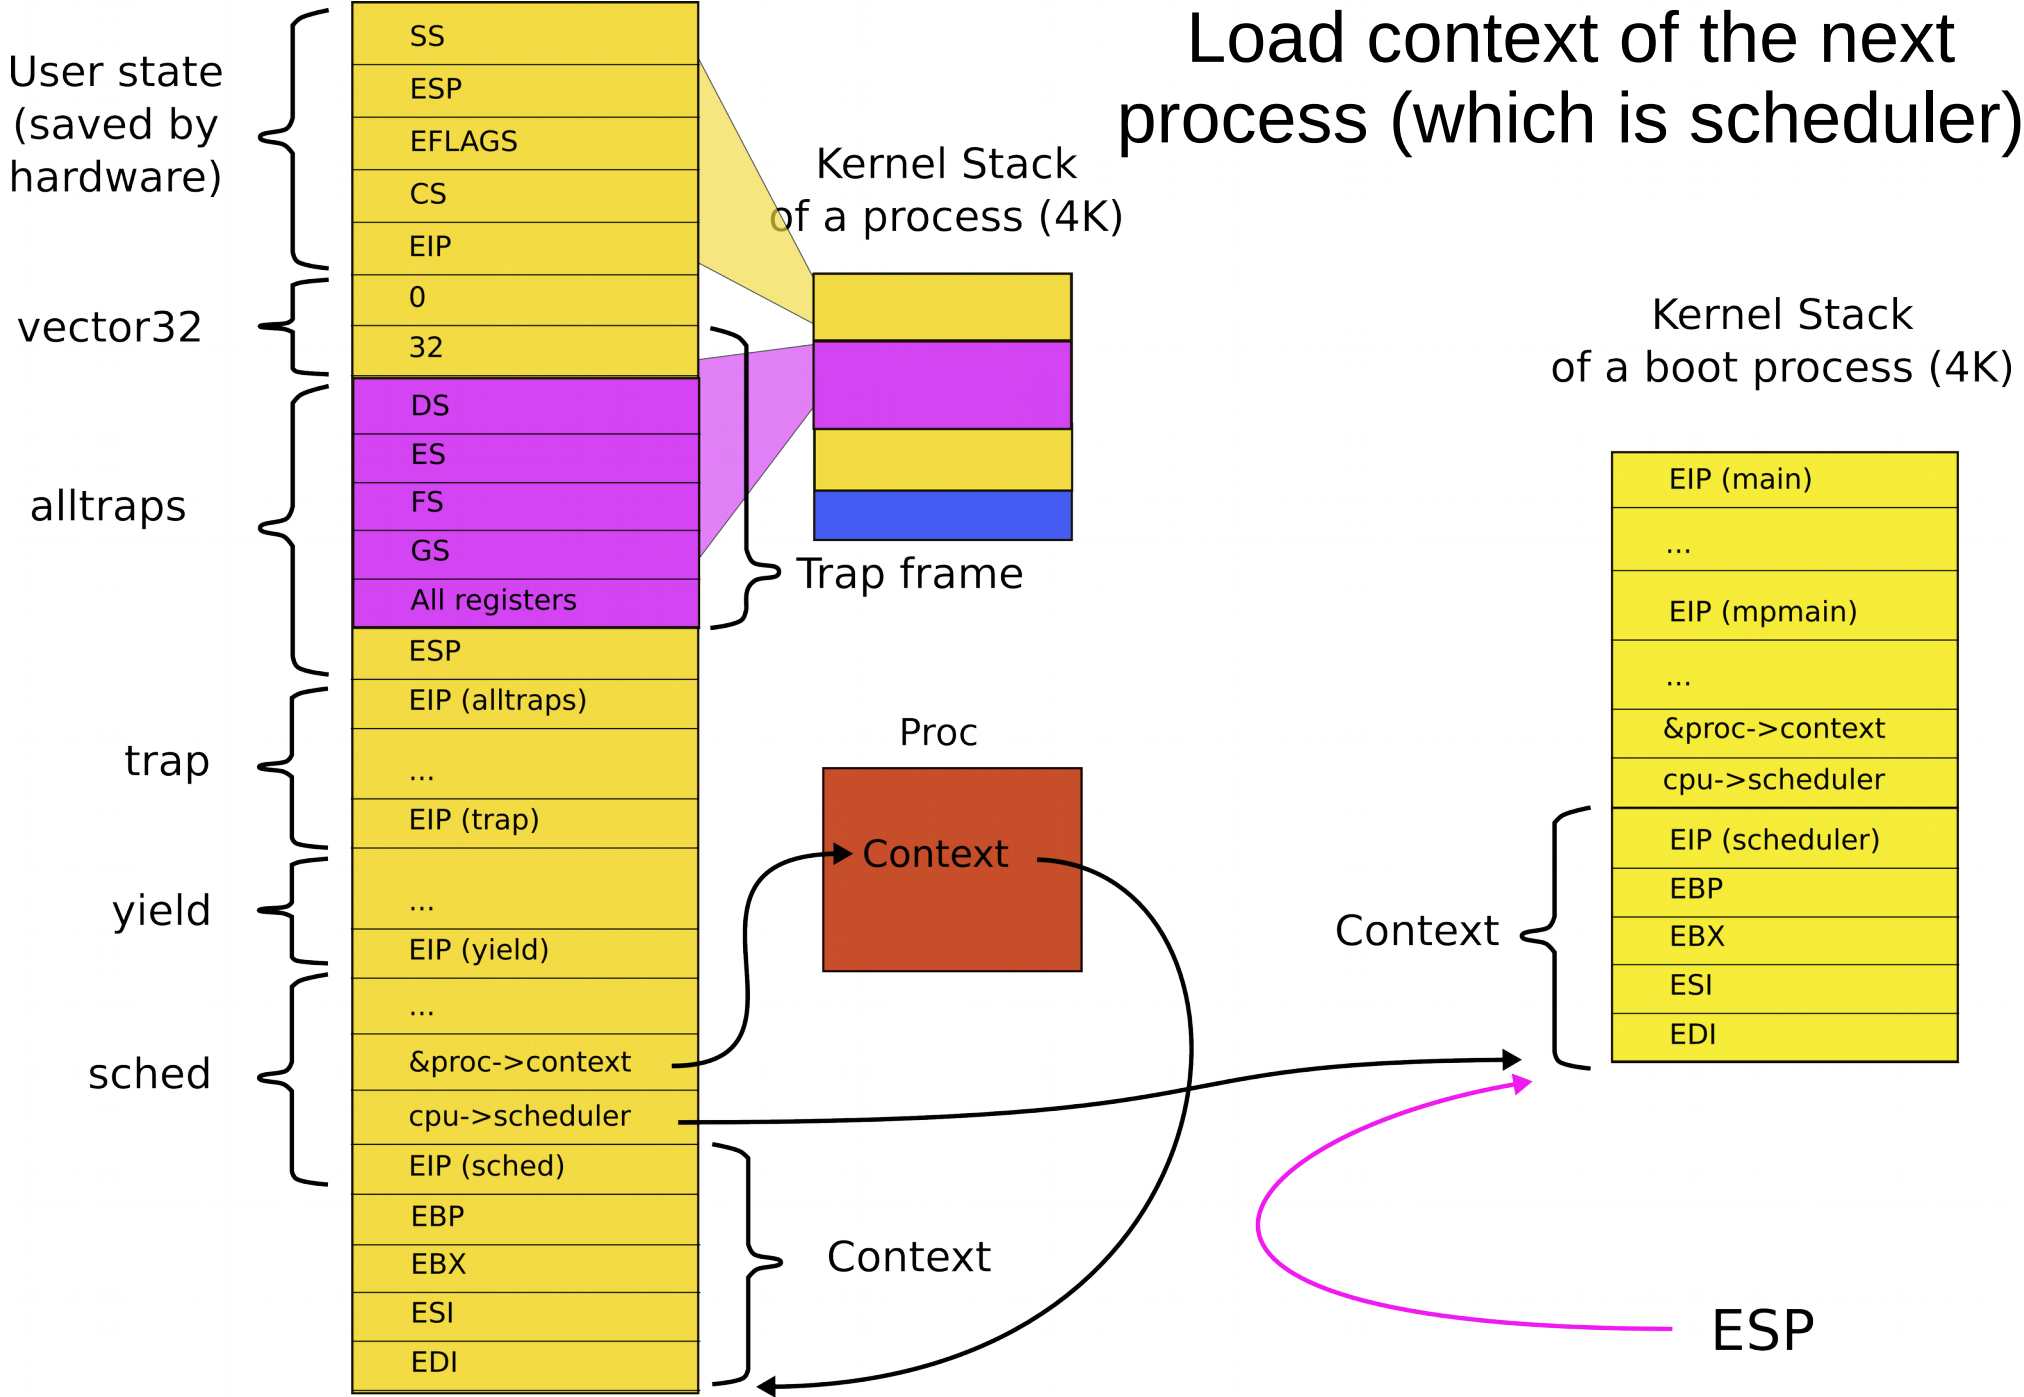 Load context of the next
process (which is scheduler)
User state
(saved by
hardware)
vector32
alltraps
trap
yield
sched
SS
ESP
EFLAGS
CS
EIP
0
32
DS
ES
FS
GS
All registers
ESP
EIP (alltraps)
...
EIP (trap)
...
EIP (yield)
...
&proc->context
cpu->scheduler
EIP (sched)
EBP
EBX
ESI
EDI
Kernel Stack
of a process (4K)
Trap frame
Proc
Context
Context
Kernel Stack
of a boot process (4K)
EIP (main)
...
EIP (mpmain)
...
&proc->context
cpu->scheduler
EIP (scheduler)
EBP
EBX
ESI
EDI
Context
ESP